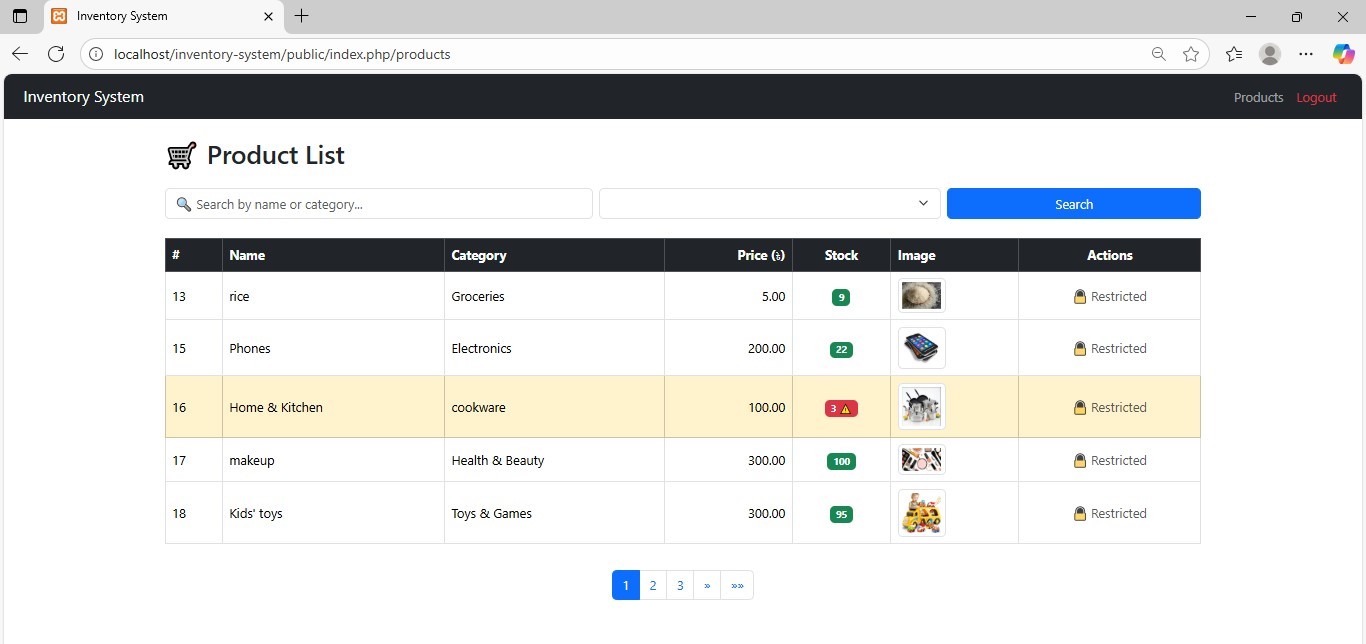 Inventory System
localhost/inventory-system/public/index.php/products
Inventory System Products Logout
Product List
Search by name or category... Search
# Name Category Price (৳) Stock Image Actions
13 rice Groceries 5.00 9 Restricted
15 Phones Electronics 200.00 22 Restricted
16 Home & Kitchen cookware 100.00 3 Restricted
17 makeup Health & Beauty 300.00 100 Restricted
18 Kids' toys Toys & Games 300.00 95 Restricted
1 2 3 » »»